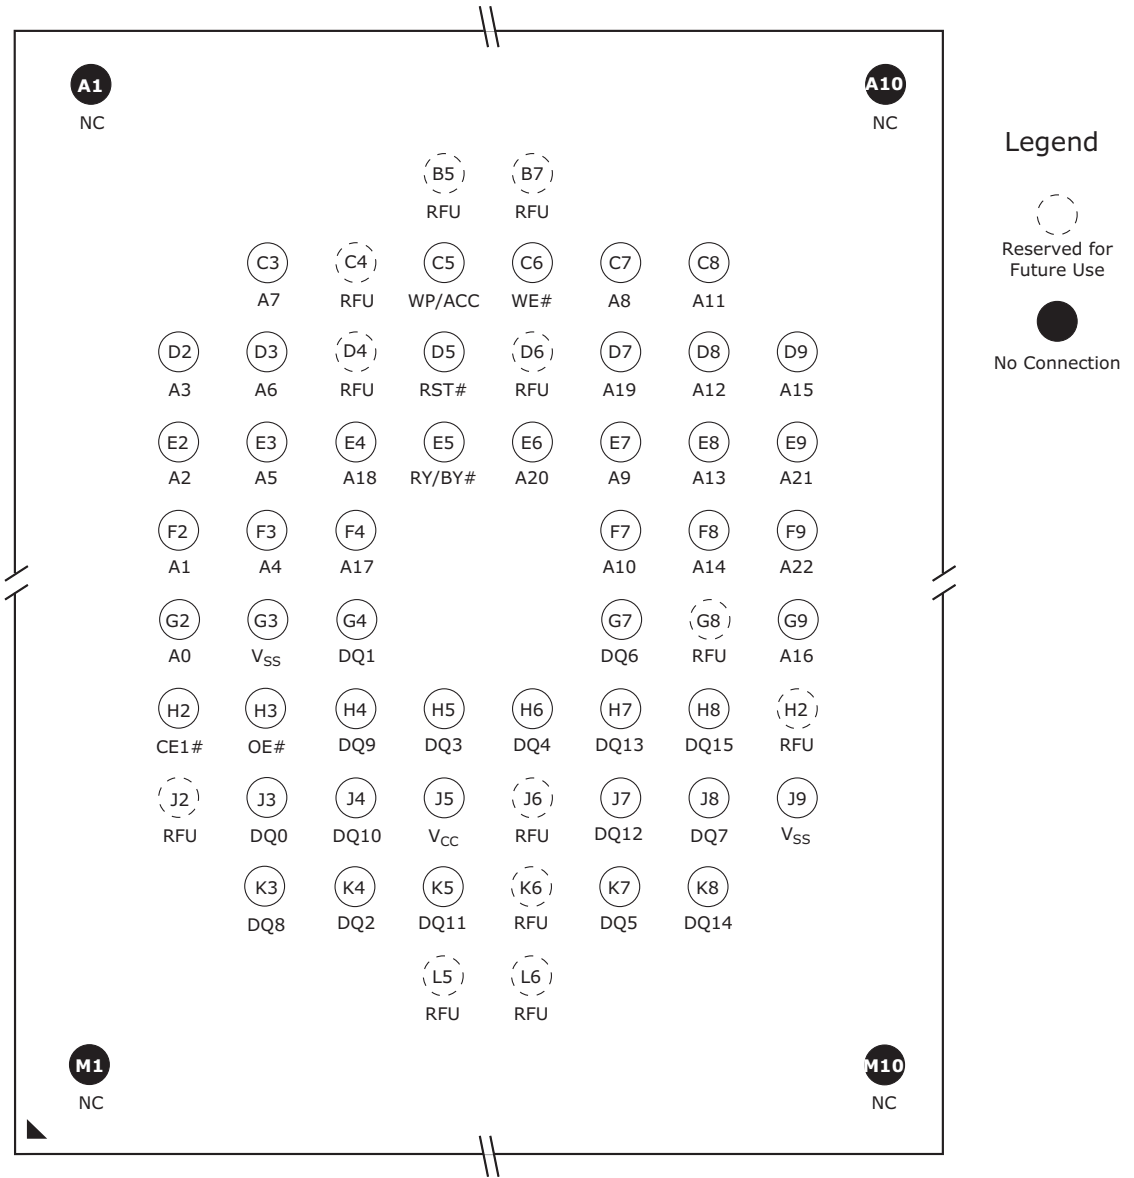 A1 A10
NC NC
Legend
B5 B7
RFU RFU
Reserved for
Future Use
C3 C4 C5 C6 C7 C8
A7 RFU WP/ACC WE# A8 A11
No Connection
D2 D3 D4 D5 D6 D7 D8 D9
A3 A6 RFU RST# RFU A19 A12 A15
E2 E3 E4 E5 E6 E7 E8 E9
A2 A5 A18 RY/BY# A20 A9 A13 A21
F2 F3 F4 F7 F8 F9
A1 A4 A17 A10 A14 A22
G2 G3 G4 G7 G8 G9
A0 VSS DQ1 DQ6 RFU A16
H2 H3 H4 H5 H6 H7 H8 H2
CE1# OE# DQ9 DQ3 DQ4 DQ13 DQ15 RFU
J2 J3 J4 J5 J6 J7 J8 J9
RFU DQ0 DQ10 VCC RFU DQ12 DQ7 VSS
K3 K4 K5 K6 K7 K8
DQ8 DQ2 DQ11 RFU DQ5 DQ14
L5 L6
RFU RFU
M1 M10
NC NC